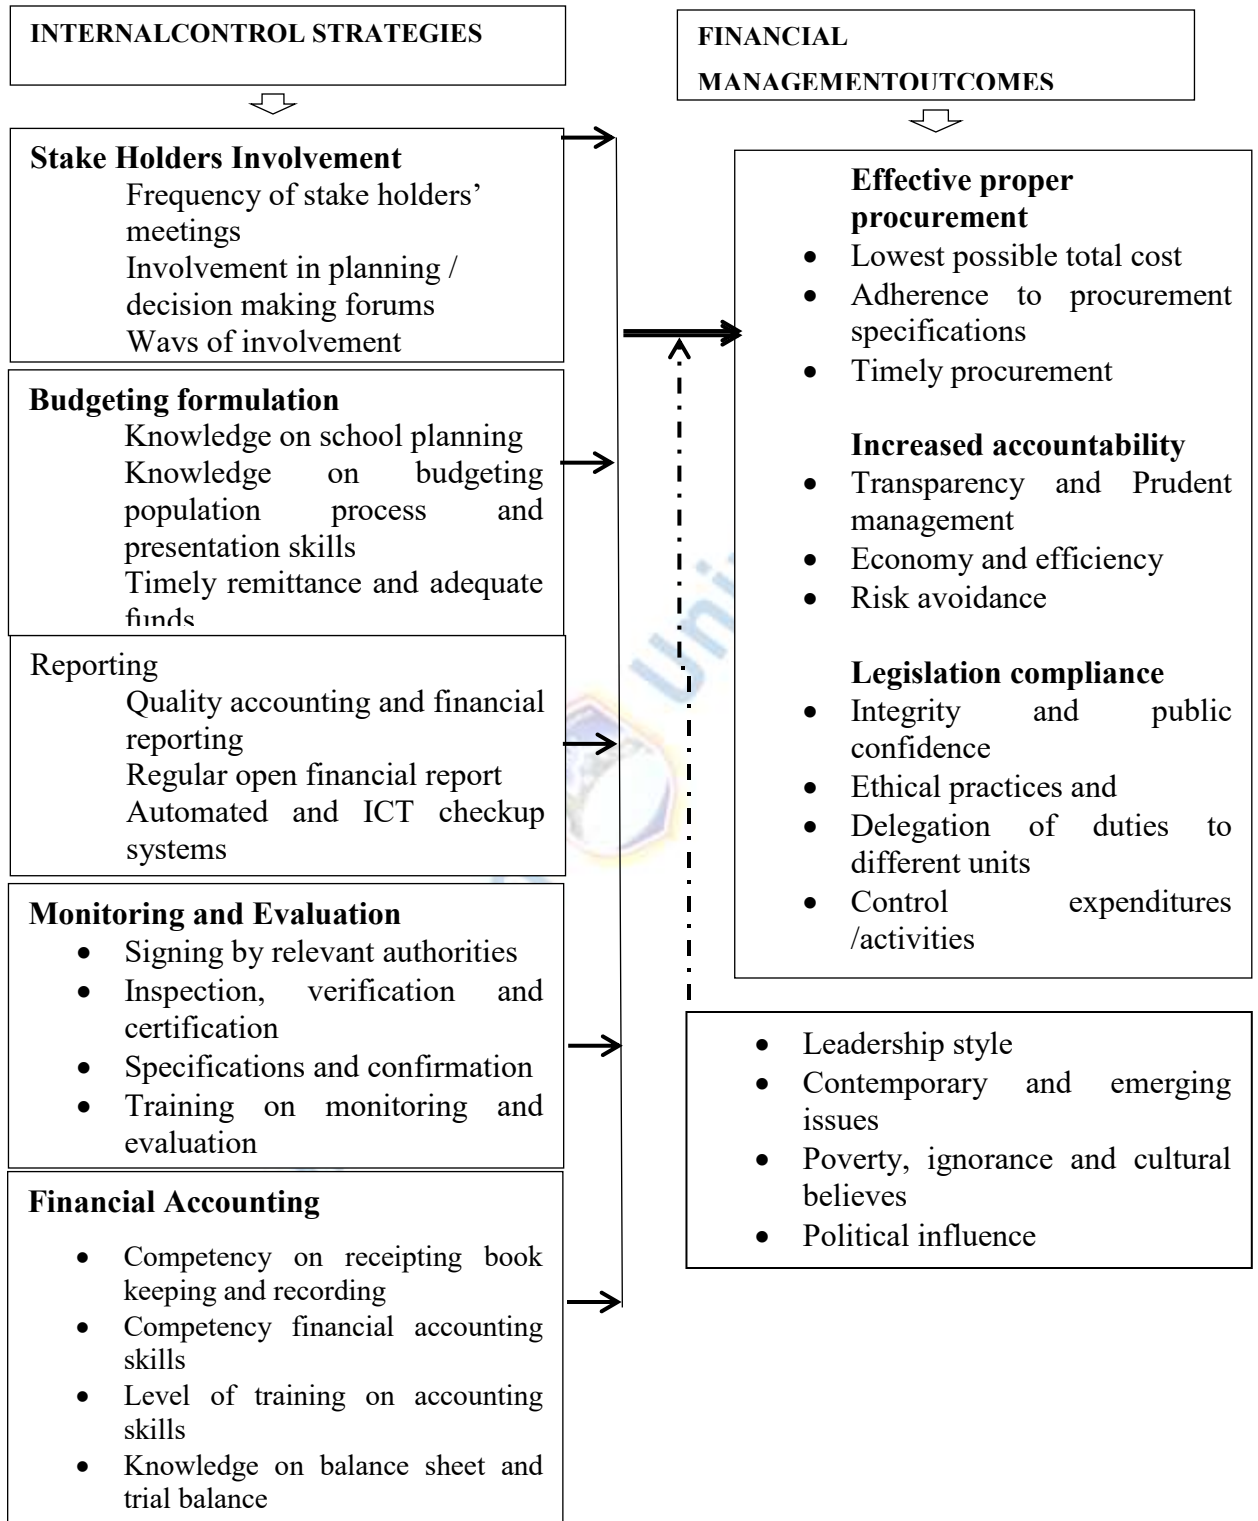 INTERNALCONTROL STRATEGIES
Stake Holders Involvement
Frequency of stake holders’
meetings
Involvement in planning /
decision making forums
Ways of involvement
Budgeting formulation
Knowledge on school planning
Knowledge on budgeting
population process and
presentation skills
Timely remittance and adequate
funds
Reporting
Quality accounting and financial
reporting
Regular open financial report
Automated and ICT checkup
systems
Monitoring and Evaluation
• Signing by relevant authorities
• Inspection, verification and
certification
• Specifications and confirmation
• Training on monitoring and
evaluation
Financial Accounting
• Competency on receipting book
keeping and recording
• Competency financial accounting
skills
• Level of training on accounting
skills
• Knowledge on balance sheet and
trial balance
FINANCIAL
MANAGEMENTOUTCOMES
Effective proper
procurement
• Lowest possible total cost
• Adherence to procurement
specifications
• Timely procurement
Increased accountability
• Transparency and Prudent
management
• Economy and efficiency
• Risk avoidance
Legislation compliance
• Integrity and public
confidence
• Ethical practices and
• Delegation of duties to
different units
• Control expenditures
/activities
• Leadership style
• Contemporary and emerging
issues
• Poverty, ignorance and cultural
believes
• Political influence